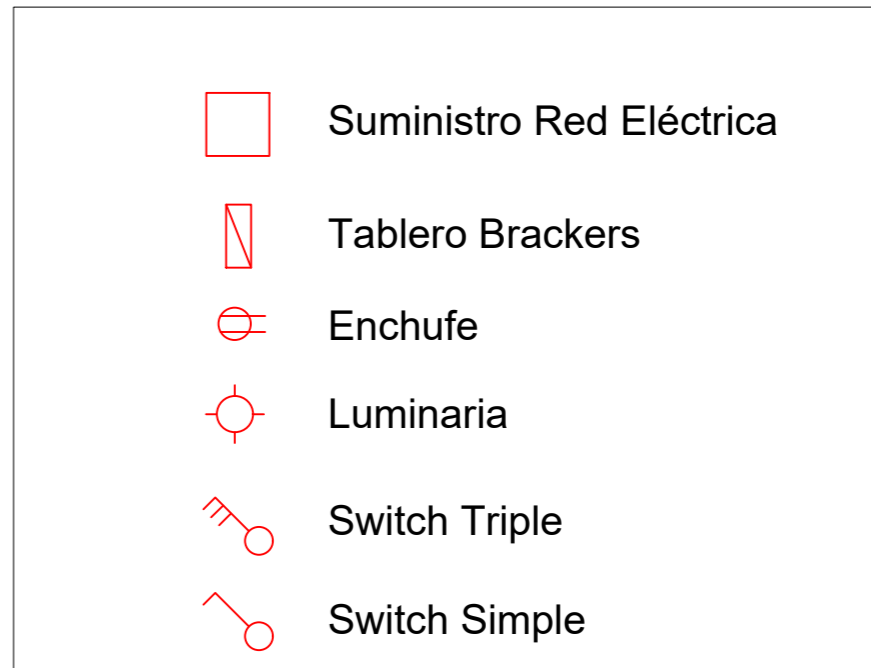 Suministro Red Eléctrica
Tablero Brackers
Enchufe
Luminaria
Switch Triple
Switch Simple